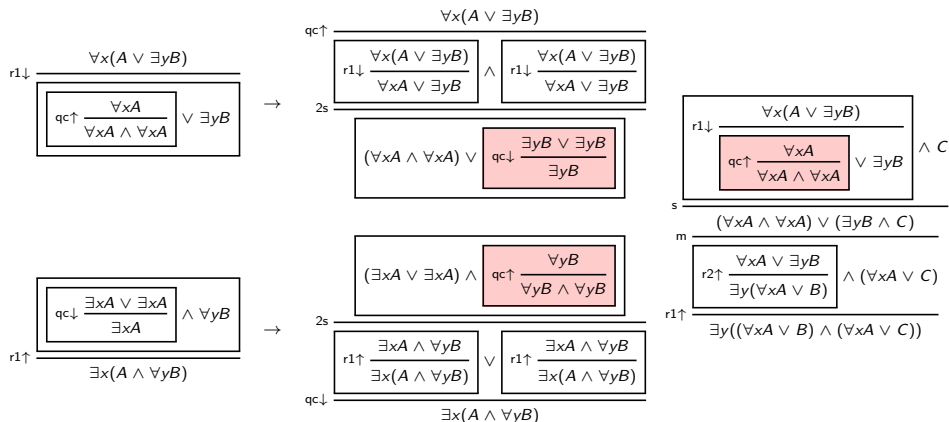 ∀x(A ∨ ∃yB)
r1↓
qc↑ ∀xA
∀xA ∧ ∀xA
∨ ∃yB
→
∀x(A ∨ ∃yB)
qc↑
r1↓ ∀x(A ∨ ∃yB) ∧ r1↓ ∀x(A ∨ ∃yB)
∀xA ∨ ∃yB ∀xA ∨ ∃yB
2s
(∀xA ∧ ∀xA) ∨ qc↓ ∃yB ∨ ∃yB
∃yB
qc↓ ∃xA ∨ ∃xA
∃xA
∧ ∀yB
r1↑
∃x(A ∧ ∀yB)
→
(∃xA ∨ ∃xA) ∧ qc↑ ∀yB
∀yB ∧ ∀yB
2s
r1↑ ∃xA ∧ ∀yB ∨ r1↑ ∃xA ∧ ∀yB
∃x(A ∧ ∀yB) ∃x(A ∧ ∀yB)
qc↓
∃x(A ∧ ∀yB)
r1↓ ∀x(A ∨ ∃yB)
qc↑ ∀xA
∀xA ∧ ∀xA
∨ ∃yB
∧ C
s
(∀xA ∧ ∀xA) ∨ (∃yB ∧ C)
m
r2↑ ∀xA ∨ ∃yB
∃y(∀xA ∨ B)
∧ (∀xA ∨ C)
r1↑
∃y((∀xA ∨ B) ∧ (∀xA ∨ C))